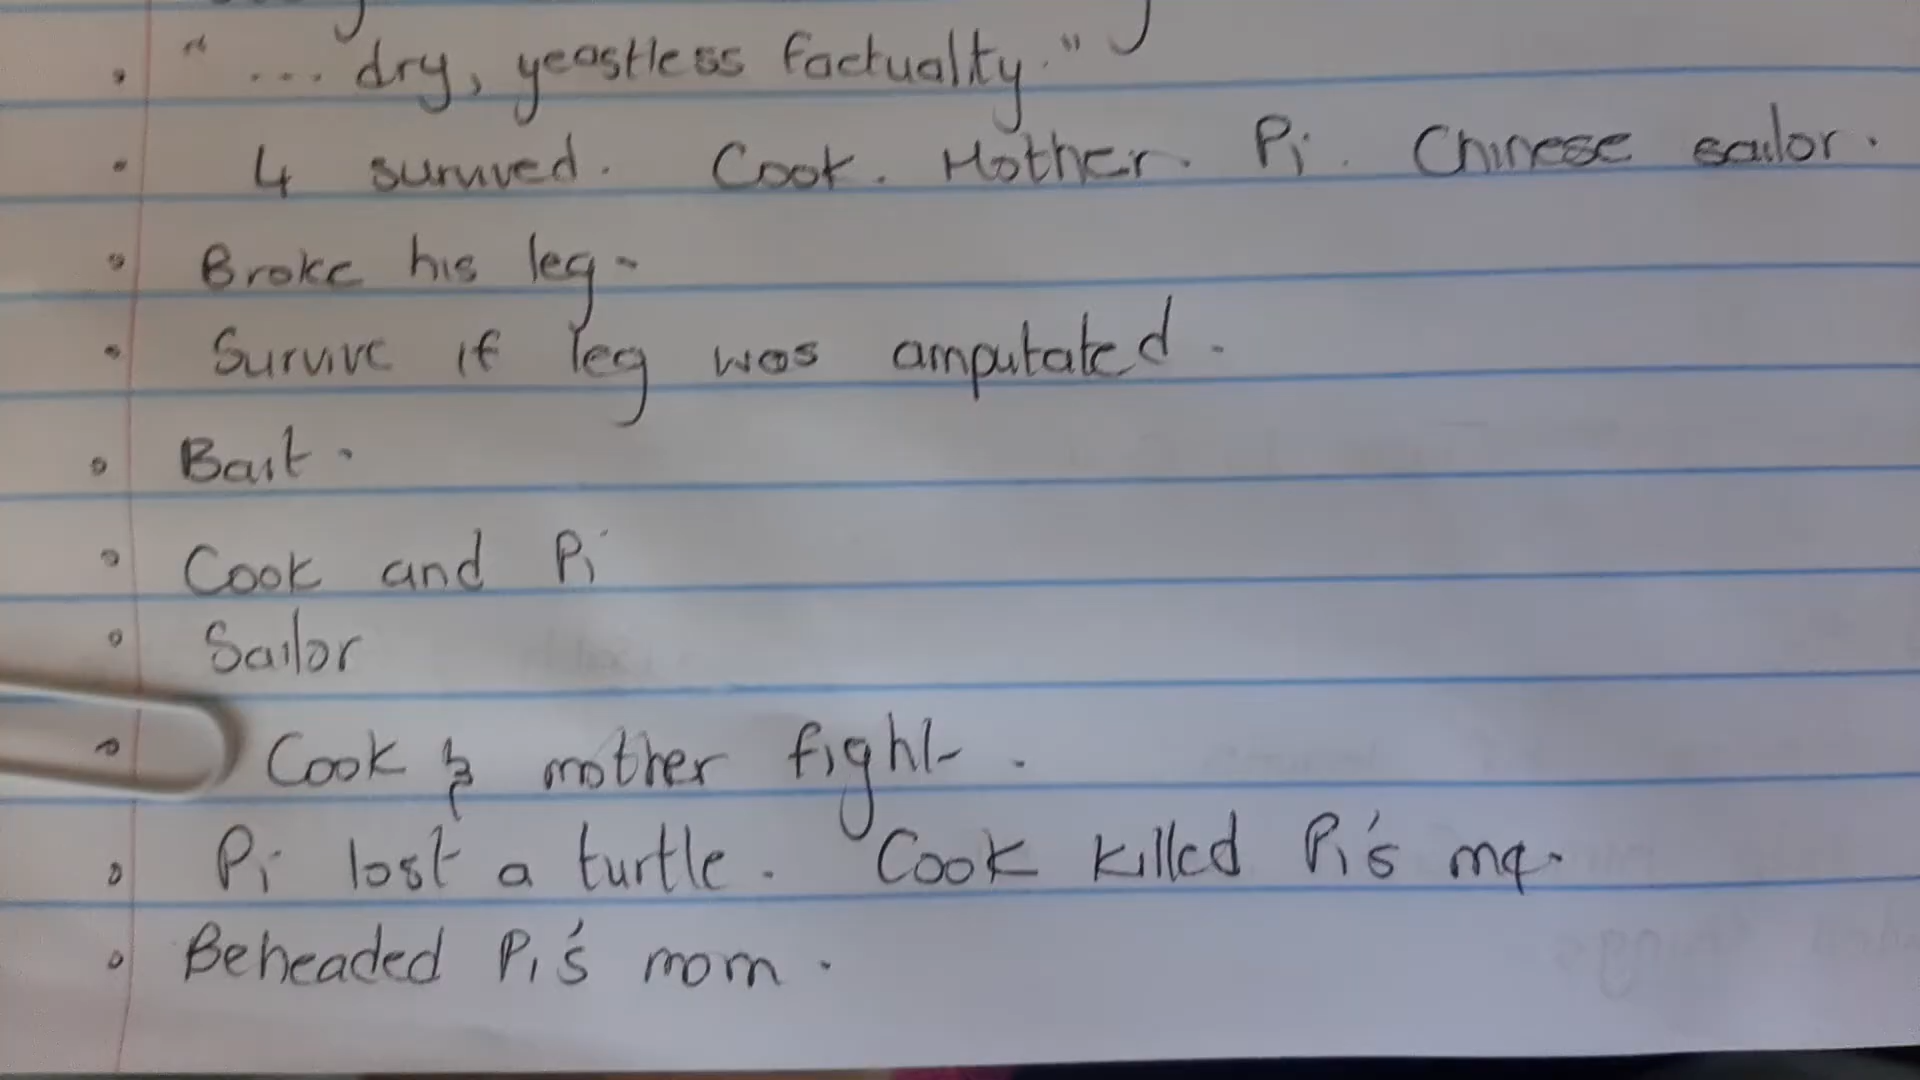 • "... dry, yeastless factuality."
• 4 survived. Cook. Mother. Pi. Chinese sailor.
• Broke his leg.
• Survive if leg was amputated.
• Bait.
• Cook and Pi
• Sailor
• Cook & mother fight.
• Pi lost a turtle. Cook killed Pi's ma.
• Beheaded Pi's mom.